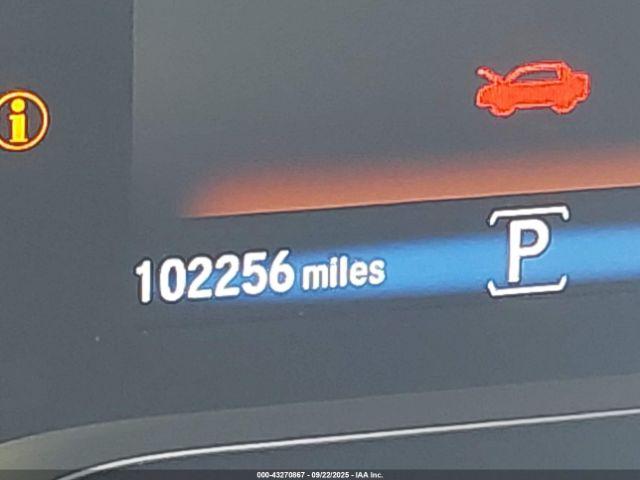 i
102256 miles
P
000-43270867 - 09/22/2025 - IAA Inc.